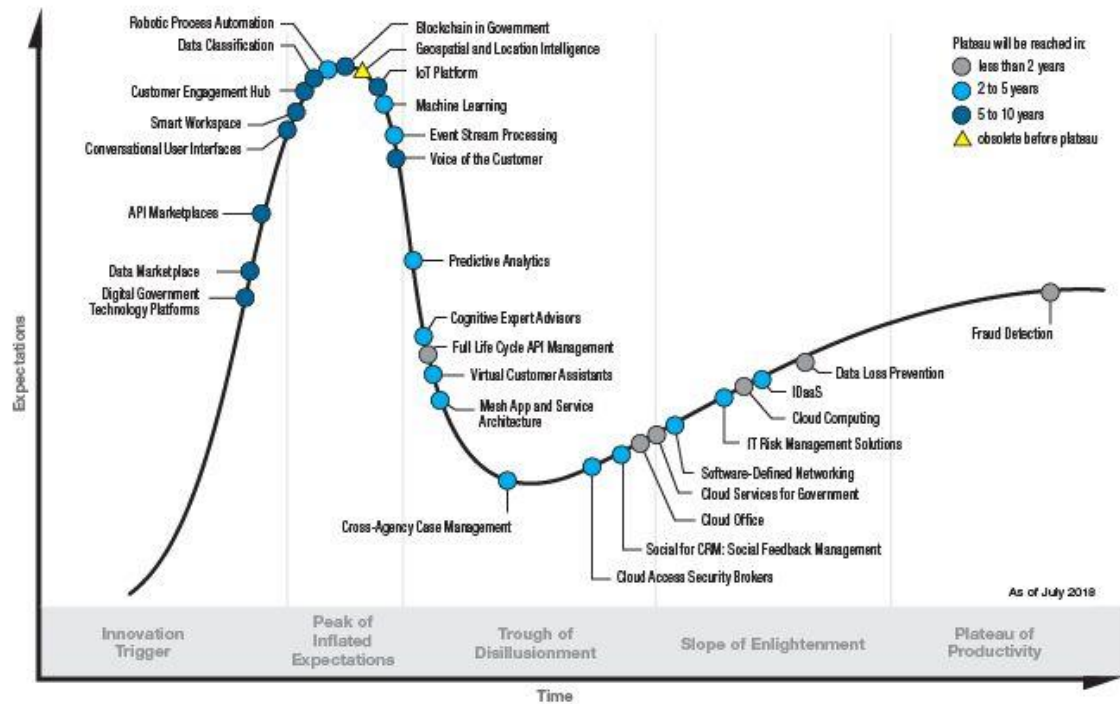 Robotic Process Automation
Data Classification
Customer Engagement Hub
Smart Workspace
Conversational User Interfaces
API Marketplaces
Data Marketplace
Digital Government
Technology Platforms
Blockchain in Government
Geospatial and Location Intelligence
IoT Platform
Machine Learning
Event Stream Processing
Voice of the Customer
Predictive Analytics
Cognitive Expert Advisors
Full Life Cycle API Management
Virtual Customer Assistants
Mesh App and Service
Architecture
Cross-Agency Case Management
Plateau will be reached in:
less than 2 years
2 to 5 years
5 to 10 years
obsolete before plateau
Fraud Detection
Data Loss Prevention
IDaaS
Cloud Computing
IT Risk Management Solutions
Software-Defined Networking
Cloud Services for Government
Cloud Office
Social for CRM: Social Feedback Management
Cloud Access Security Brokers
As of July 2018
Expectations
Innovation
Trigger
Peak of
Inflated
Expectations
Trough of
Disillusionment
Slope of Enlightenment
Plateau of
Productivity
Time